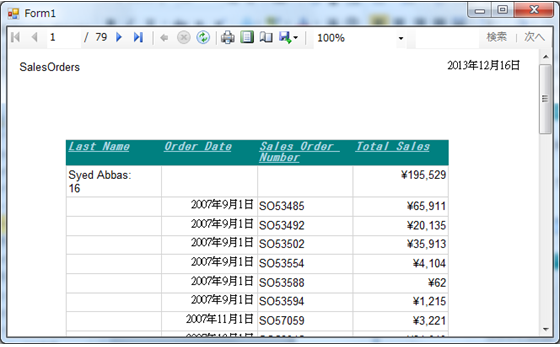 Form1
1 / 79 100% 検索 | 次へ
SalesOrders 2013年12月16日
Last Name Order Date Sales Order Total Sales
Number
Syed Abbas: ¥195,529
16
2007年9月1日 SO53485 ¥65,911
2007年9月1日 SO53492 ¥20,135
2007年9月1日 SO53502 ¥35,913
2007年9月1日 SO53554 ¥4,104
2007年9月1日 SO53588 ¥62
2007年9月1日 SO53594 ¥1,215
2007年11月1日 SO57059 ¥3,221